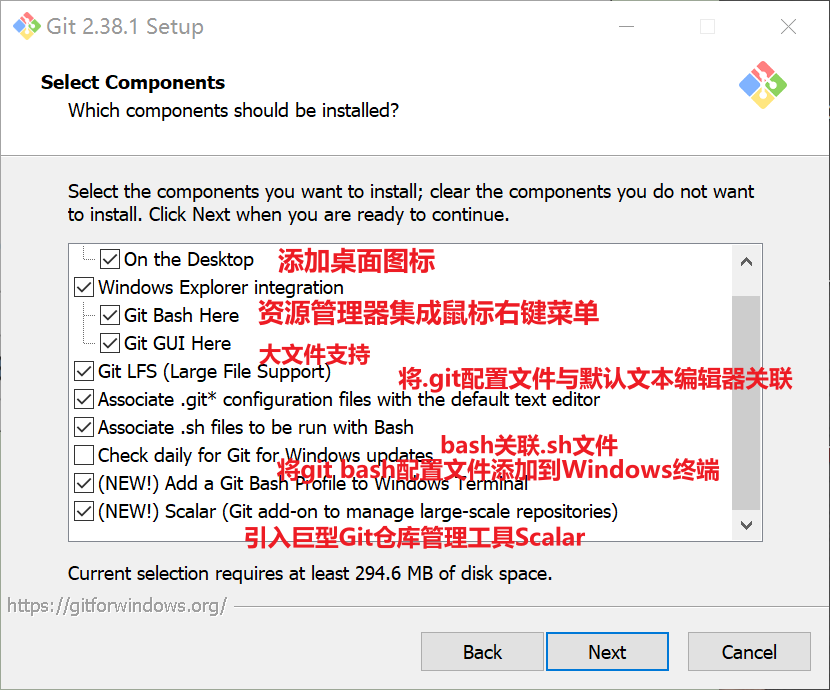 Git 2.38.1 Setup
Select Components
Which components should be installed?
Select the components you want to install; clear the components you do not want
to install. Click Next when you are ready to continue.
On the Desktop 添加桌面图标
Windows Explorer integration
Git Bash Here 资源管理器集成鼠标右键菜单
Git GUI Here
大文件支持
Git LFS (Large File Support)
将.git配置文件与默认文本编辑器关联
Associate .git* configuration files with the default text editor
Associate .sh files to be run with Bash
bash关联.sh文件
Check daily for Git for Windows updates
将git bash配置文件添加到Windows终端
(NEW!) Add a Git Bash Profile to Windows Terminal
(NEW!) Scalar (Git add-on to manage large-scale repositories)
引入巨型Git仓库管理工具Scalar
Current selection requires at least 294.6 MB of disk space.
https://gitforwindows.org/
Back Next Cancel